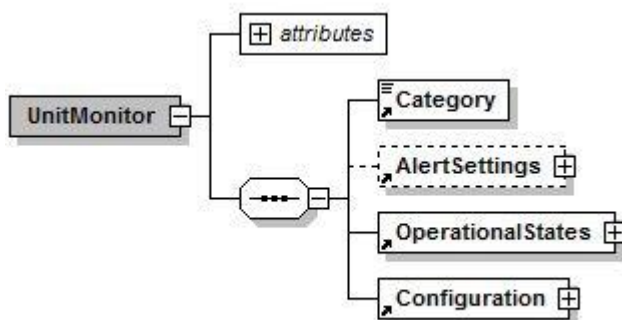 attributes
UnitMonitor
Category
AlertSettings
OperationalStates
Configuration